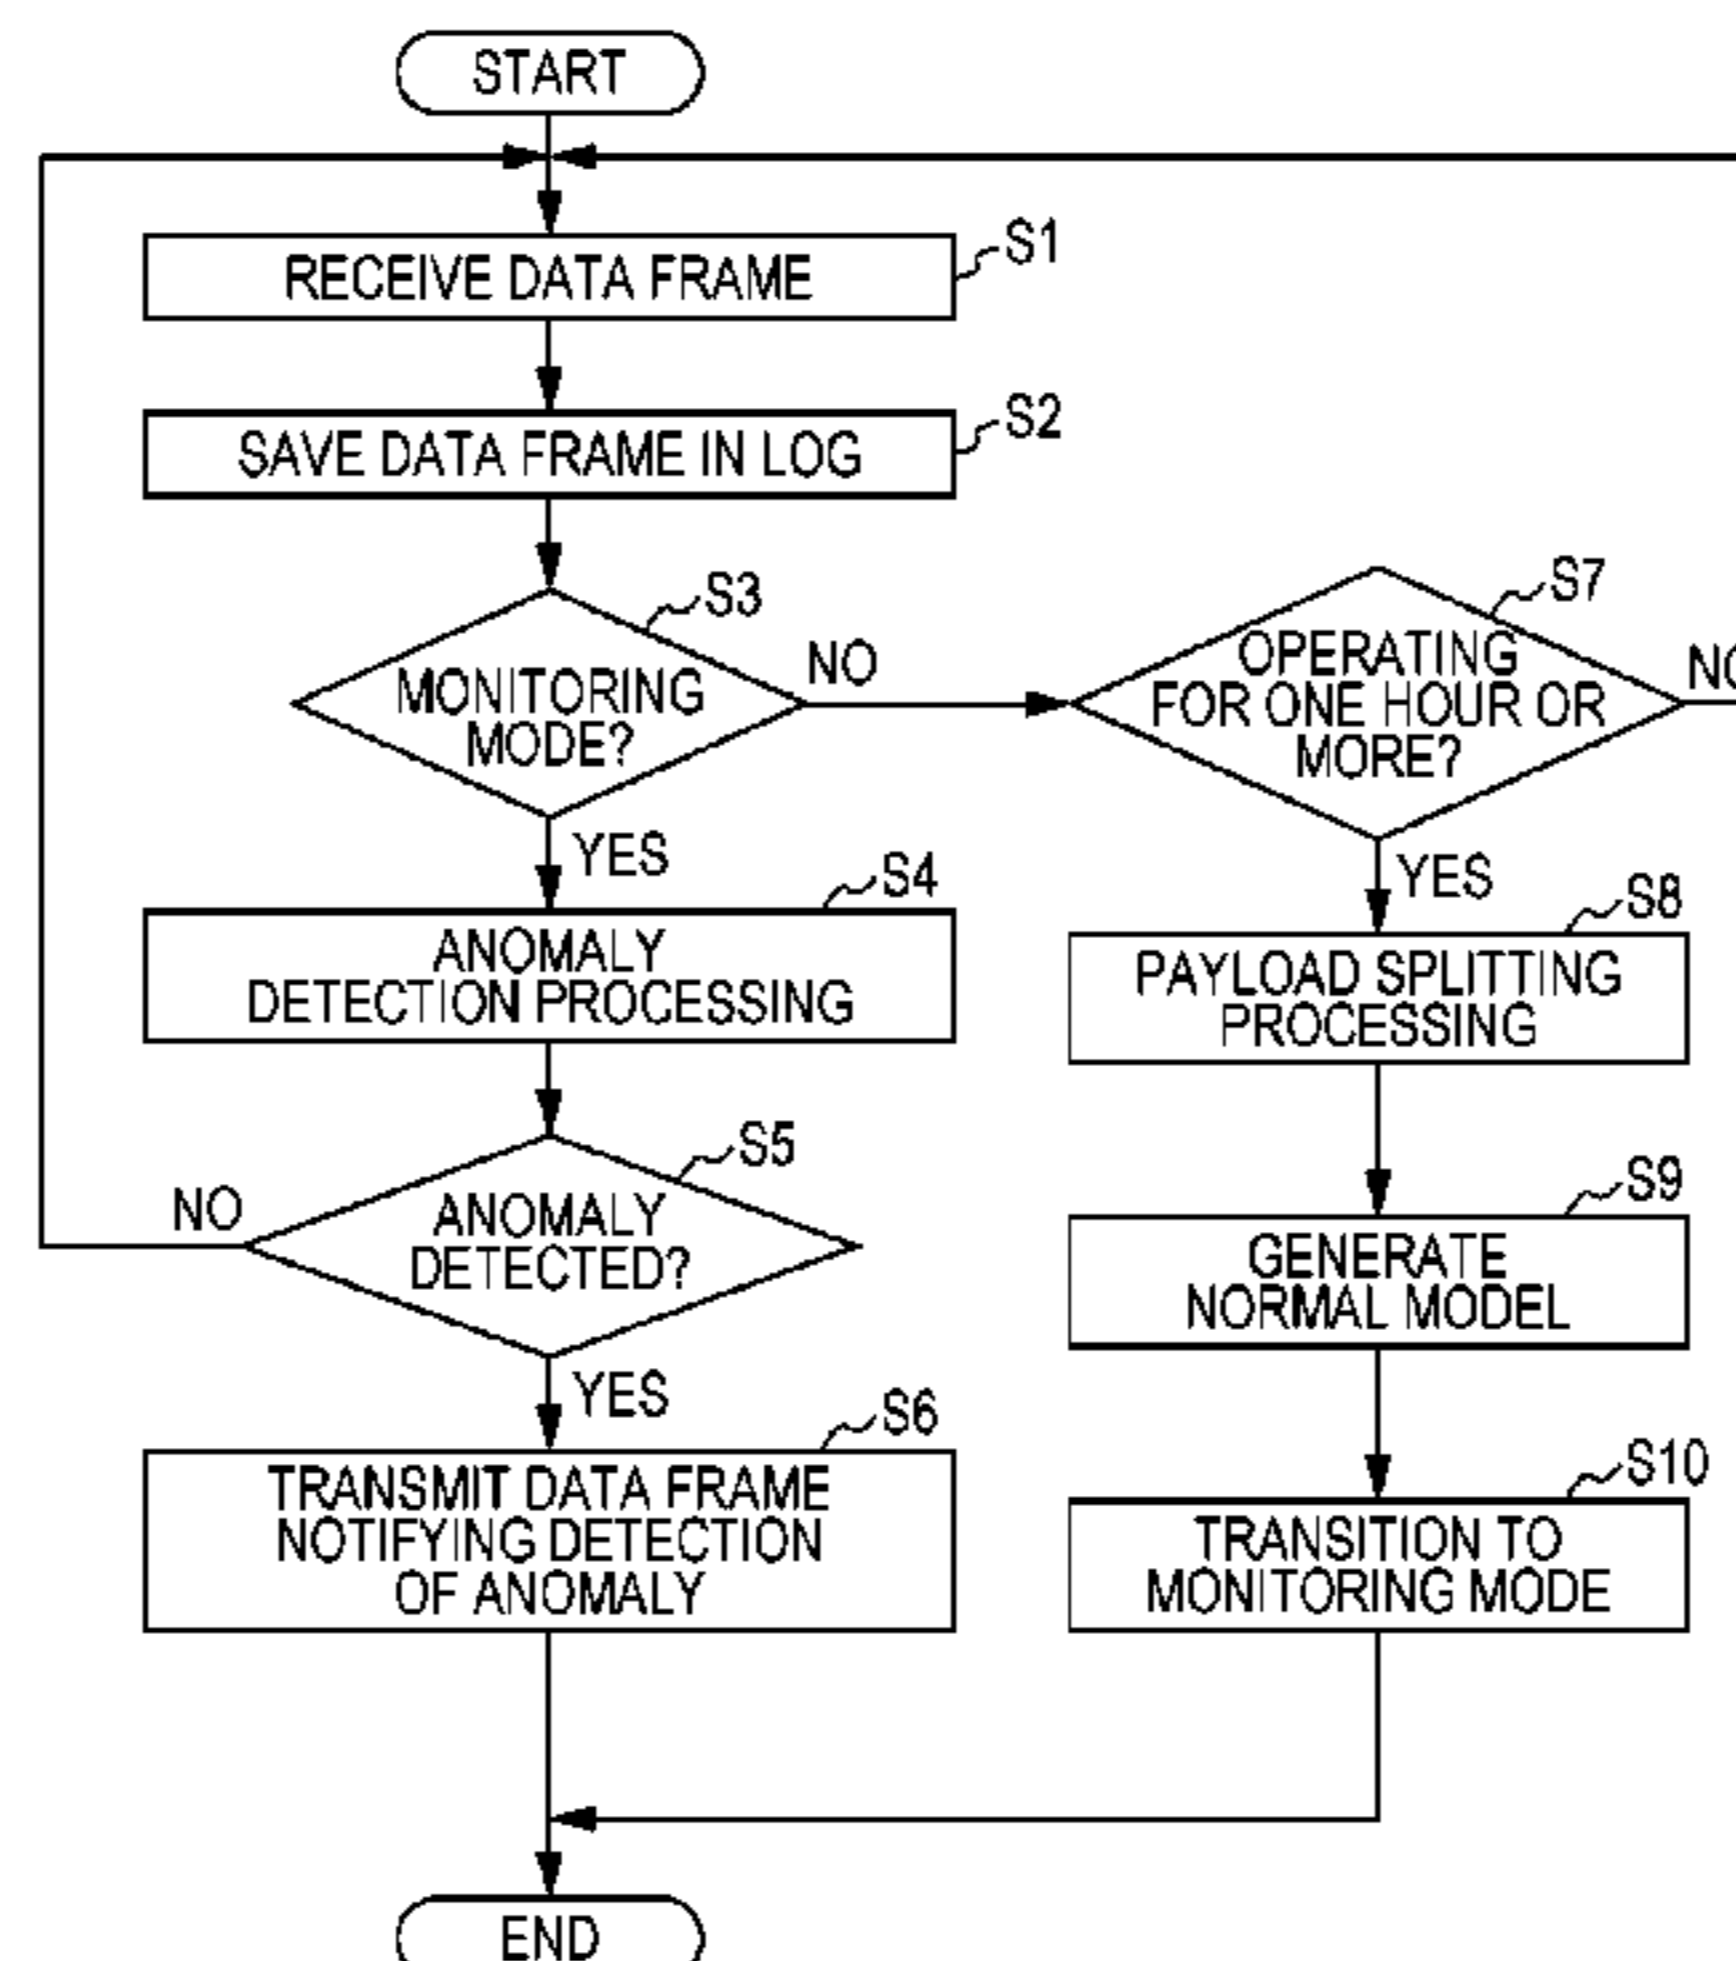 START
RECEIVE DATA FRAME
S1
SAVE DATA FRAME IN LOG
S2
S3
MONITORING
MODE?
NO
YES
S4
ANOMALY
DETECTION PROCESSING
S5
ANOMALY
DETECTED?
NO
YES
S6
TRANSMIT DATA FRAME
NOTIFYING DETECTION
OF ANOMALY
S7
OPERATING
FOR ONE HOUR OR
MORE?
NO
YES
S8
PAYLOAD SPLITTING
PROCESSING
S9
GENERATE
NORMAL MODEL
S10
TRANSITION TO
MONITORING MODE
END